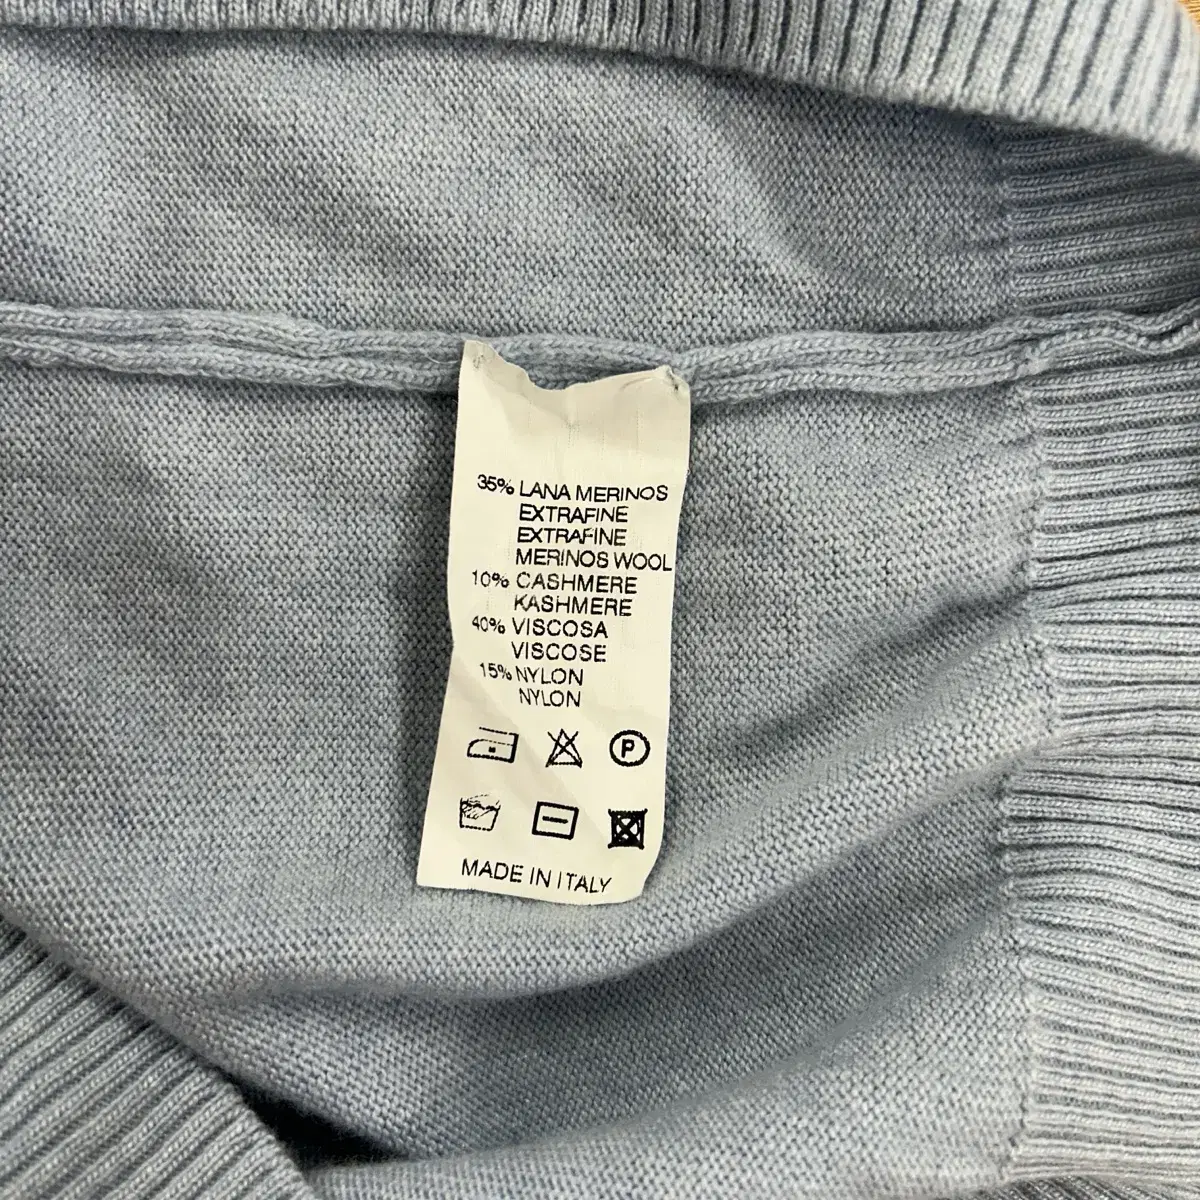 35% LANA MERINOS
EXTRAFINE
EXTRAFINE
MERINOS WOOL
10% CASHMERE
KASHMERE
40% VISCOSA
VISCOSE
15% NYLON
NYLON
P
MADE IN ITALY